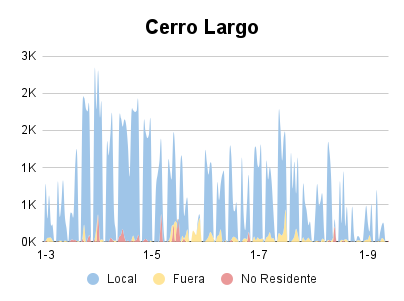 Cerro Largo
3K
2K
2K
1K
1K
0K
1-3
1-5
1-7
1-9
Local
Fuera
No Residente